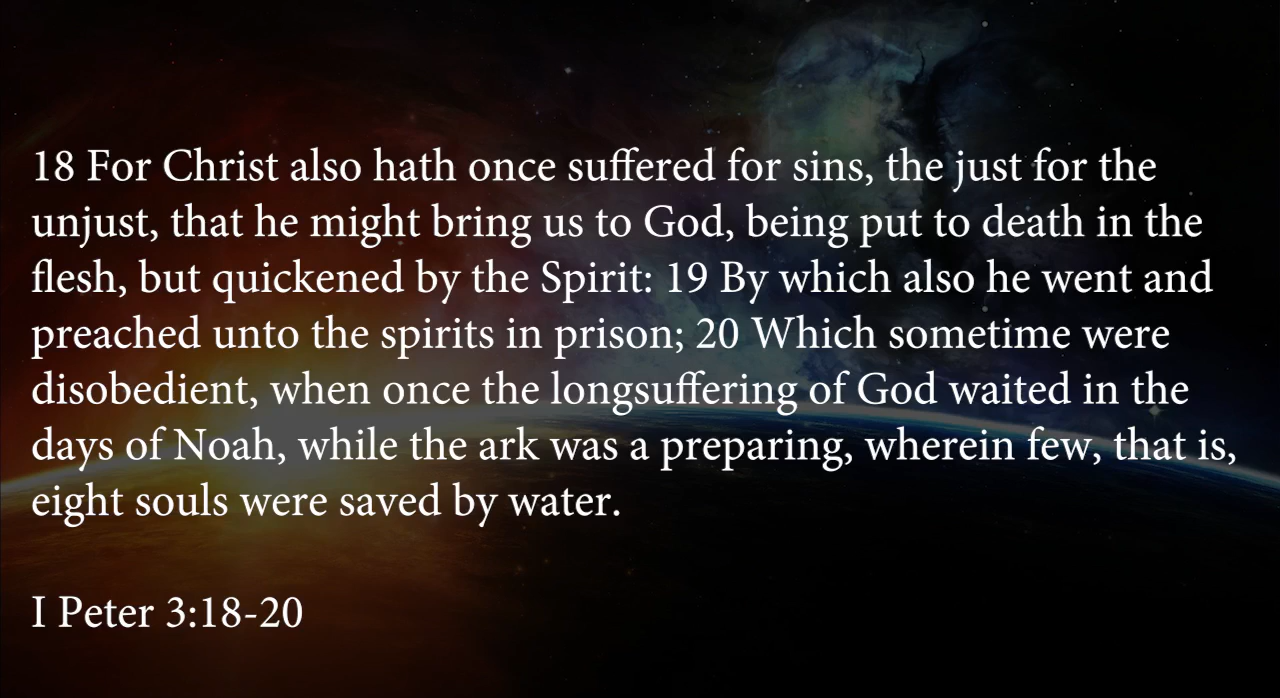 18 For Christ also hath once suffered for sins, the just for the
unjust, that he might bring us to God, being put to death in the
flesh, but quickened by the Spirit: 19 By which also he went and
preached unto the spirits in prison; 20 Which sometime were
disobedient, when once the longsuffering of God waited in the
days of Noah, while the ark was a preparing, wherein few, that is,
eight souls were saved by water.
I Peter 3:18-20